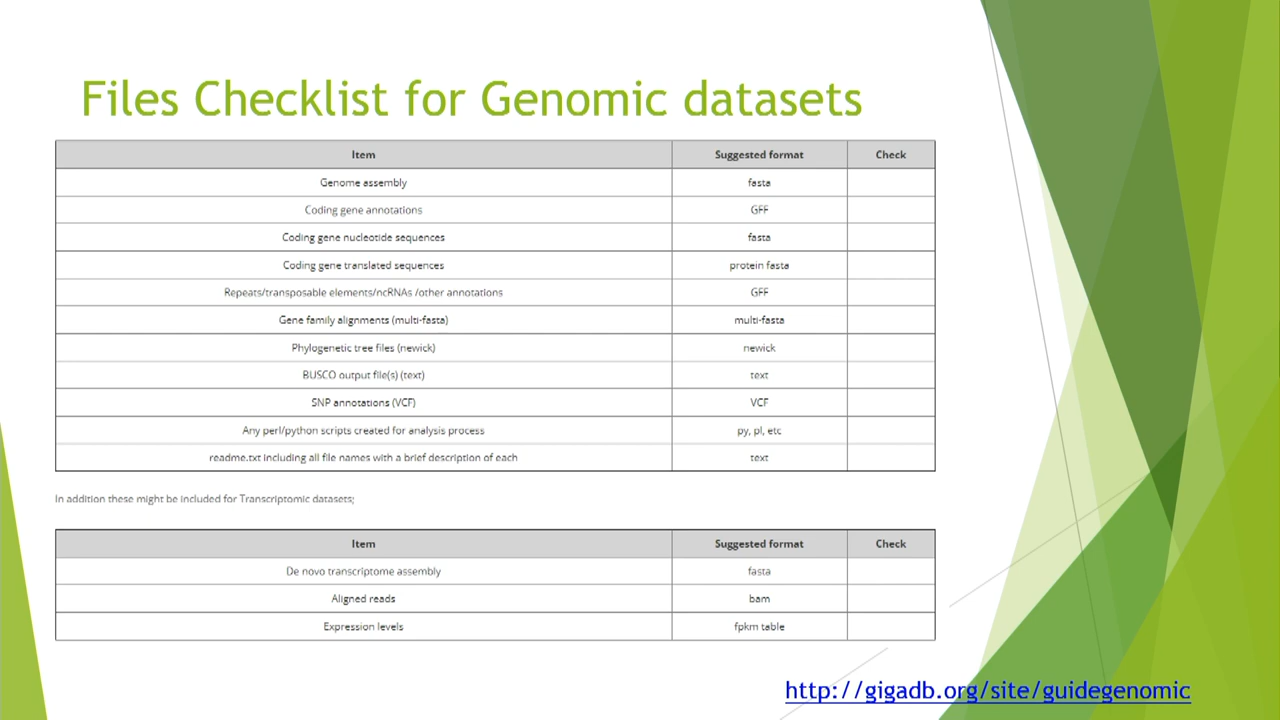 Files Checklist for Genomic datasets
Item Suggested format Check
Genome assembly fasta
Coding gene annotations GFF
Coding gene nucleotide sequences fasta
Coding gene translated sequences protein fasta
Repeats/transposable elements/ncRNAs /other annotations GFF
Gene family alignments (multi-fasta) multi-fasta
Phylogenetic tree files (newick) newick
BUSCO output file(s) (text) text
SNP annotations (VCF) VCF
Any perl/python scripts created for analysis process py, pl, etc
readme.txt including all file names with a brief description of each text
In addition these might be included for Transcriptomic datasets;
Item Suggested format Check
De novo transcriptome assembly fasta
Aligned reads bam
Expression levels fpkm table
http://gigadb.org/site/guidegenomic